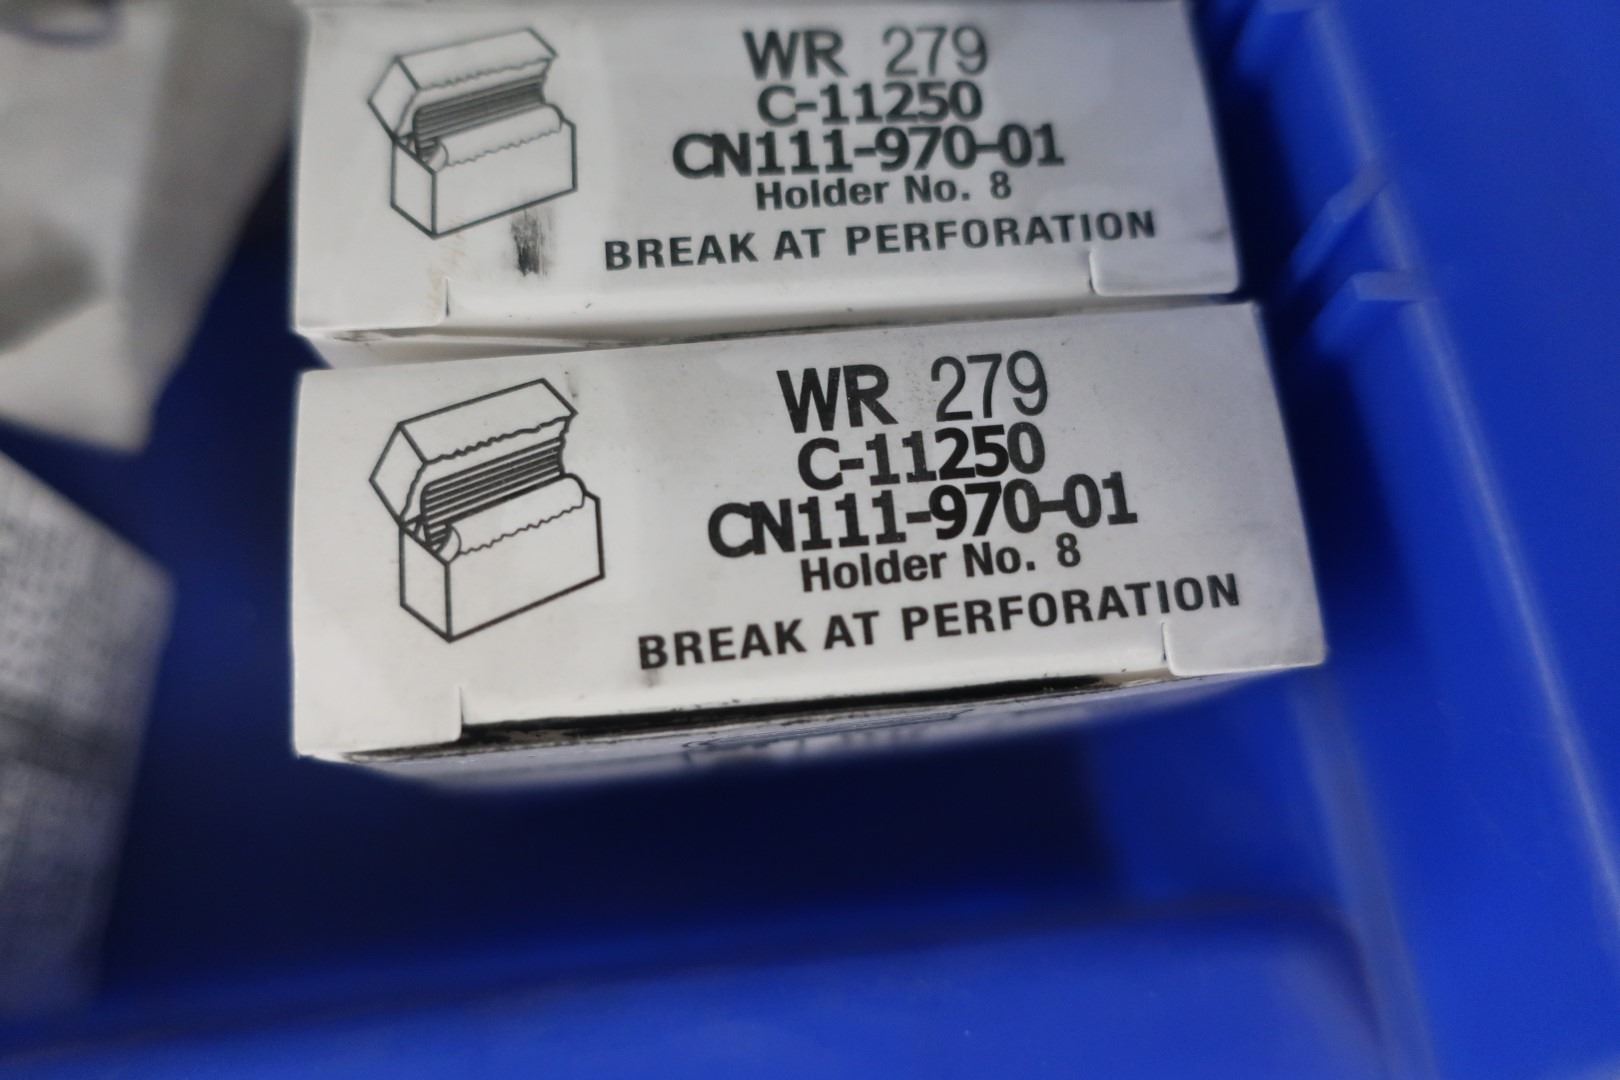 WR 279
C-11250
CN111-970-01
Holder No. 8
BREAK AT PERFORATION
WR 279
C-11250
CN111-970-01
Holder No. 8
BREAK AT PERFORATION